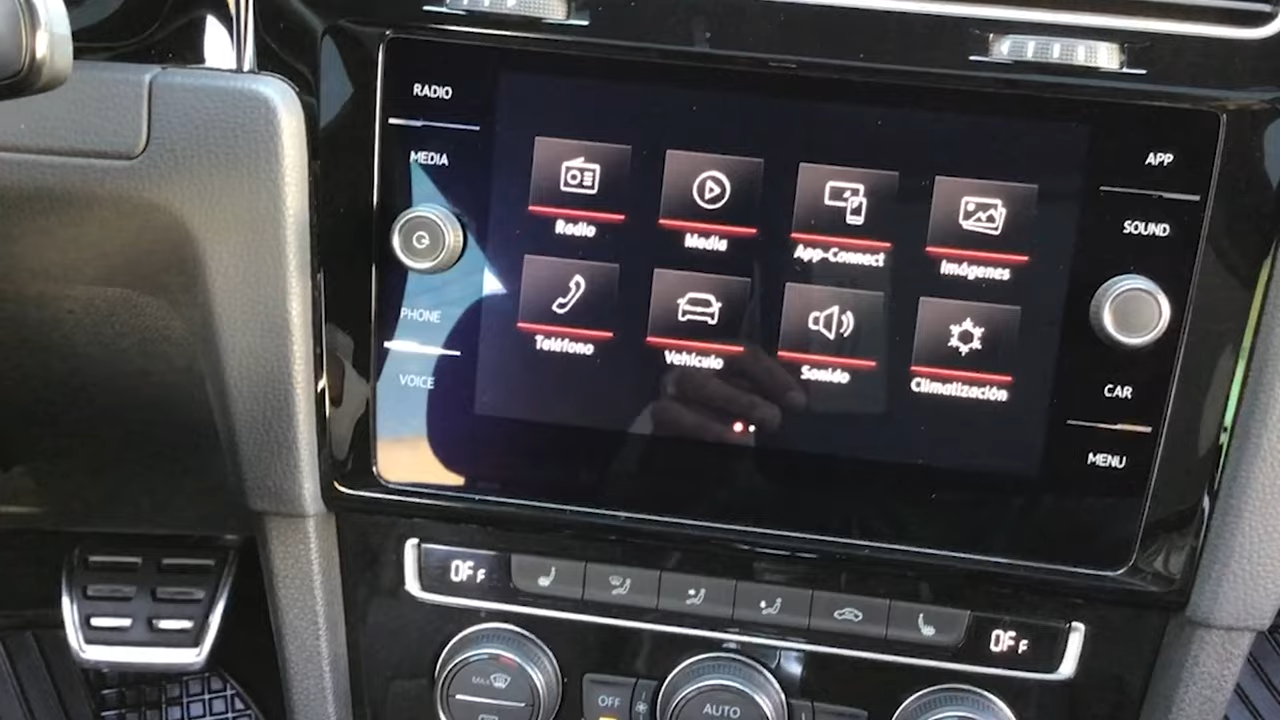 RADIO
MEDIA
PHONE
VOICE
Radio
Media
App-Connect
Imágenes
Teléfono
Vehículo
Sonido
Climatización
APP
SOUND
CAR
MENU
OFF
OFF
MAX
OFF
AUTO